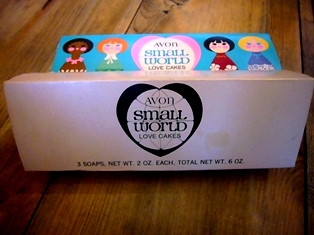 AVON
SMALL
WORLD
LOVE CAKES
AVON
SMALL
WORLD
LOVE CAKES
3 SOAPS, NET WT. 2 OZ. EACH, TOTAL NET WT. 6 OZ.